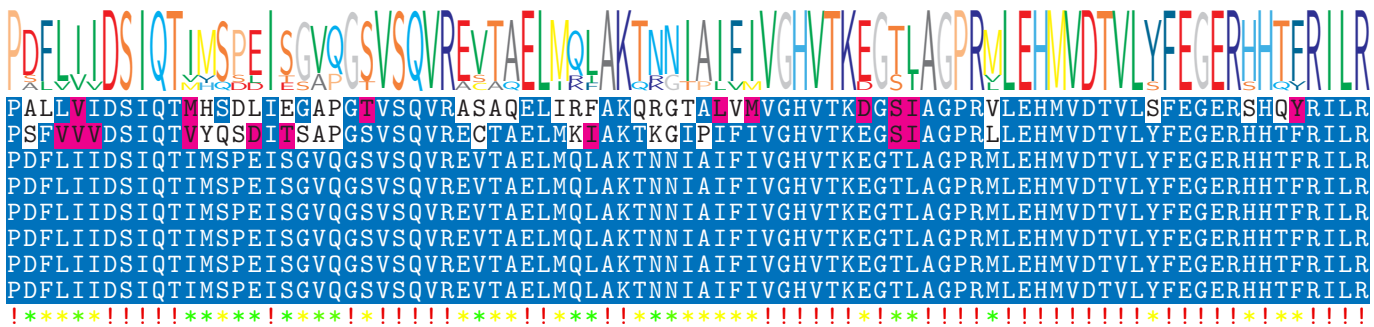 PDFLIIDSIQTIMSPEISGVQGSVSQVREVTAELMQLAKTNNIAIFIVGHVTKEGTLAGPRMLEHMVDTVLYFEGERHHTFRILR
PALLVIDSIQTMHSDLIEGAPGTVSQVRASAQELIRFAKQRGTALVMVGHVTKDGSIAGPRVLEHMVDTVLSFEGERSHQYRILR
PSFVVVDSIQTVYQSDITSAPGSVSQVRECTAELMKIAKTKGIPIFIVGHVTKEGSIAGPRLLEHMVDTVLYFEGERHHTFRILR
PDFLIIDSIQTIMSPEISGVQGSVSQVREVTAELMQLAKTNNIAIFIVGHVTKEGTLAGPRMLEHMVDTVLYFEGERHHTFRILR
PDFLIIDSIQTIMSPEISGVQGSVSQVREVTAELMQLAKTNNIAIFIVGHVTKEGTLAGPRMLEHMVDTVLYFEGERHHTFRILR
PDFLIIDSIQTIMSPEISGVQGSVSQVREVTAELMQLAKTNNIAIFIVGHVTKEGTLAGPRMLEHMVDTVLYFEGERHHTFRILR
PDFLIIDSIQTIMSPEISGVQGSVSQVREVTAELMQLAKTNNIAIFIVGHVTKEGTLAGPRMLEHMVDTVLYFEGERHHTFRILR
PDFLIIDSIQTIMSPEISGVQGSVSQVREVTAELMQLAKTNNIAIFIVGHVTKEGTLAGPRMLEHMVDTVLYFEGERHHTFRILR
PDFLIIDSIQTIMSPEISGVQGSVSQVREVTAELMQLAKTNNIAIFIVGHVTKEGTLAGPRMLEHMVDTVLYFEGERHHTFRILR
!*****!!!!!*****!****!*!!!!!****!!***!!********!!!!!!*!**!!!!*!!!!!!!!!*!!!!!*!**!!!!